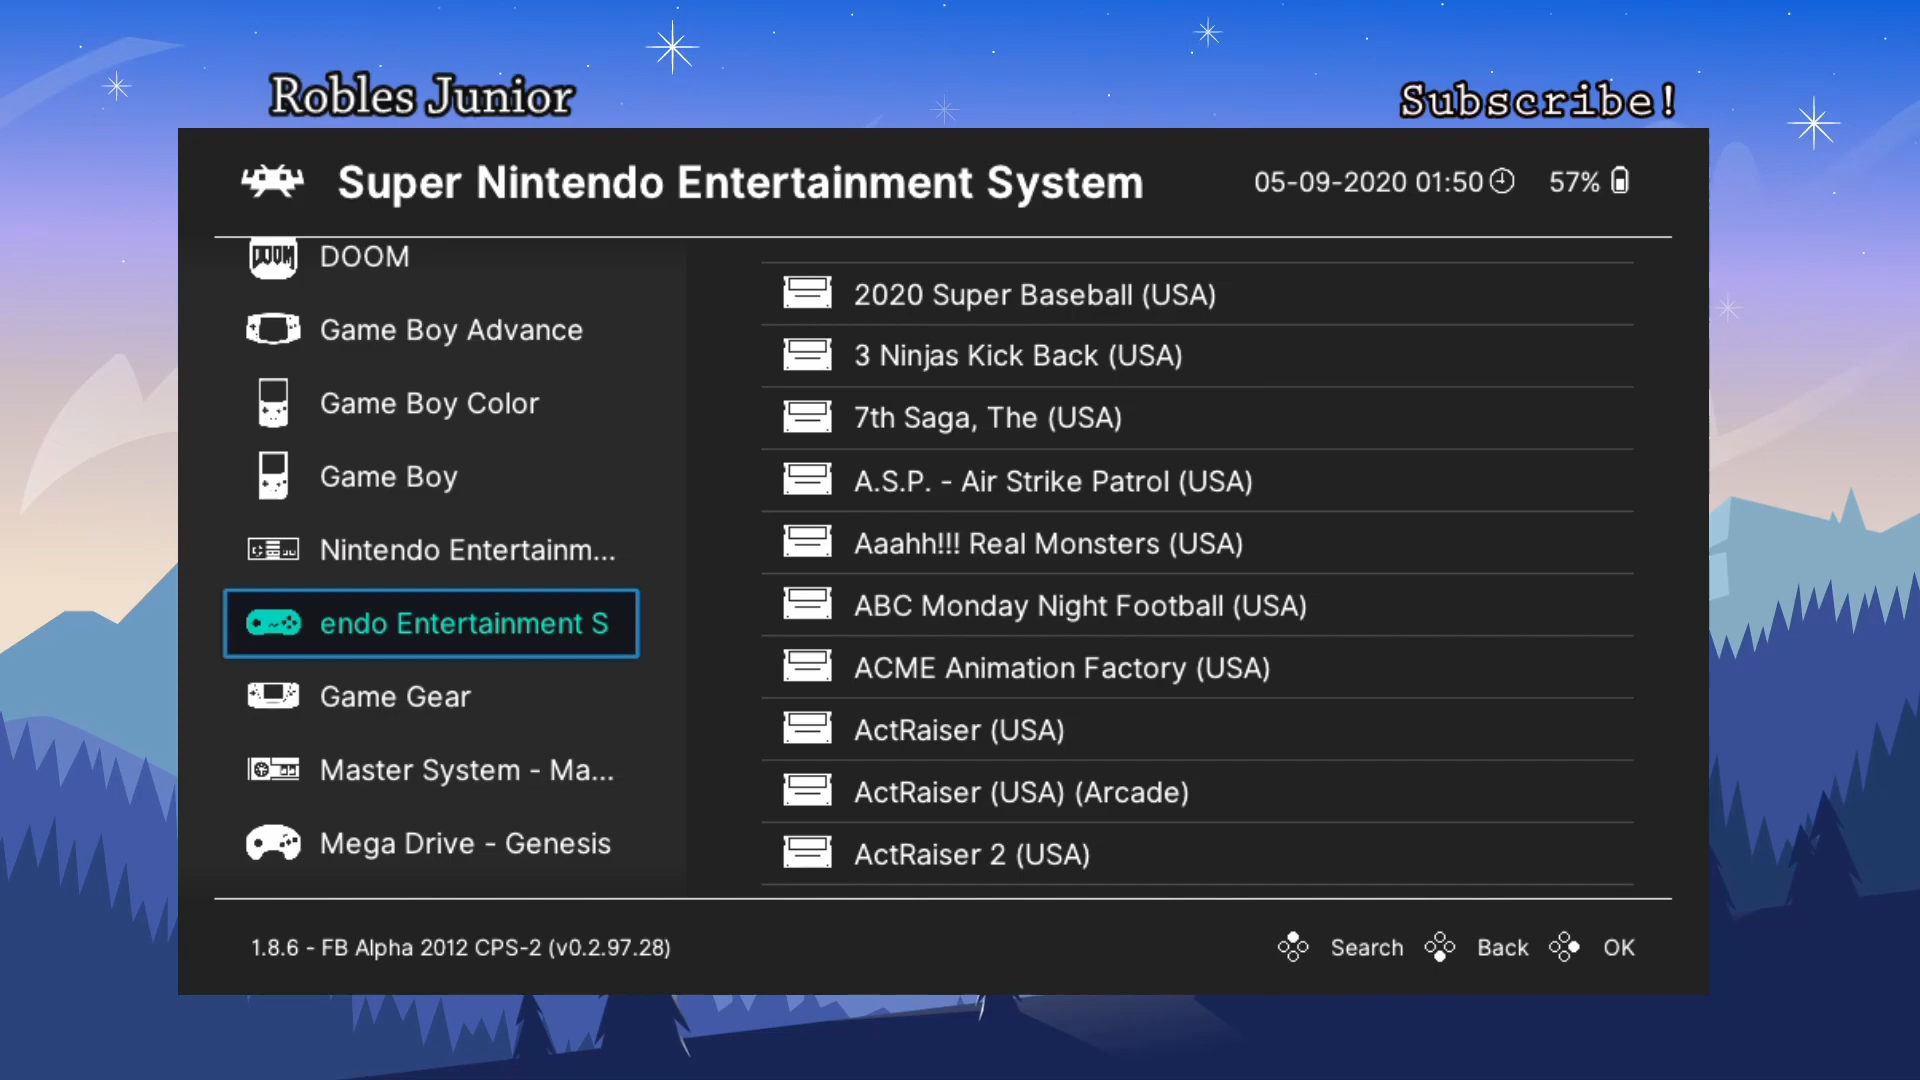 Robles Junior
Subscribe!
Super Nintendo Entertainment System
05-09-2020 01:50
57%
DOOM
DOOM
Game Boy Advance
Game Boy Color
Game Boy
Nintendo Entertainm...
endo Entertainment S
Game Gear
Master System - Ma...
Mega Drive - Genesis
2020 Super Baseball (USA)
3 Ninjas Kick Back (USA)
7th Saga, The (USA)
A.S.P. - Air Strike Patrol (USA)
Aaahh!!! Real Monsters (USA)
ABC Monday Night Football (USA)
ACME Animation Factory (USA)
ActRaiser (USA)
ActRaiser (USA) (Arcade)
ActRaiser 2 (USA)
1.8.6 - FB Alpha 2012 CPS-2 (v0.2.97.28)
Search
Back
OK